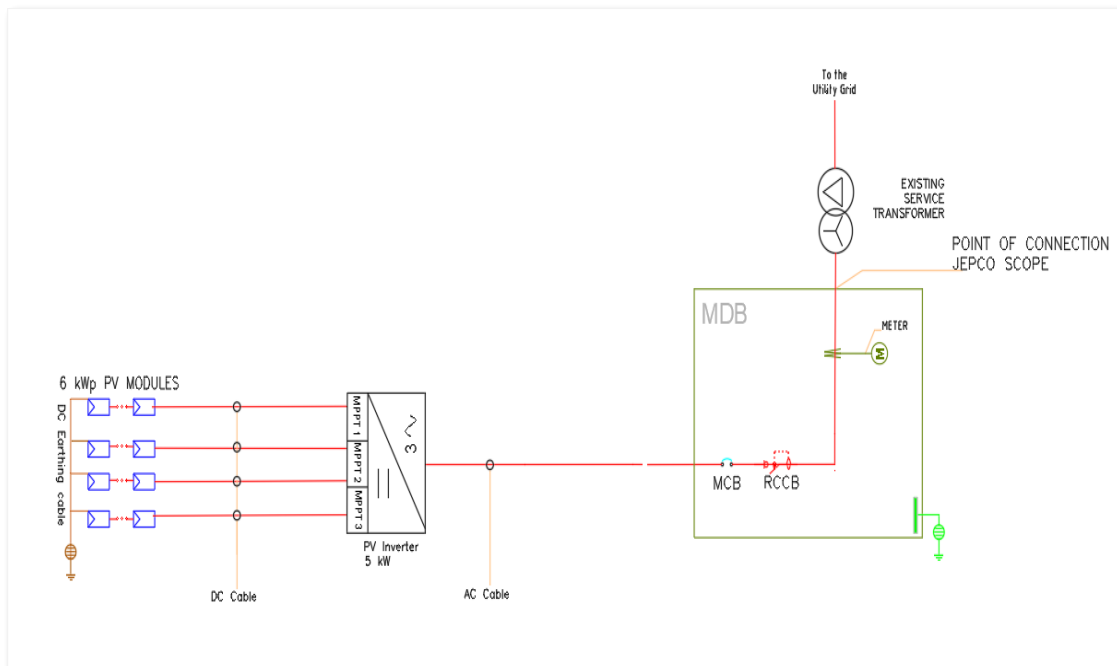 To the
Utility Grid
EXISTING
SERVICE
TRANSFORMER
POINT OF CONNECTION
JEPCO SCOPE
MDB
METER
M
6 kWp PV MODULES
DC Earthing cable
MPPT 1
MPPT 2
MPPT 3
3 ~
MCB
RCCB
PV Inverter
5 kW
DC Cable
AC Cable